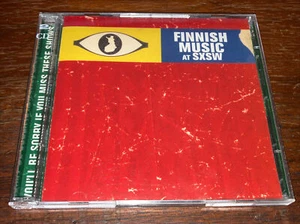 FINNISH
MUSIC
AT SXSW
YOU'LL BE SORRY IF YOU MISS THESE SHOWS